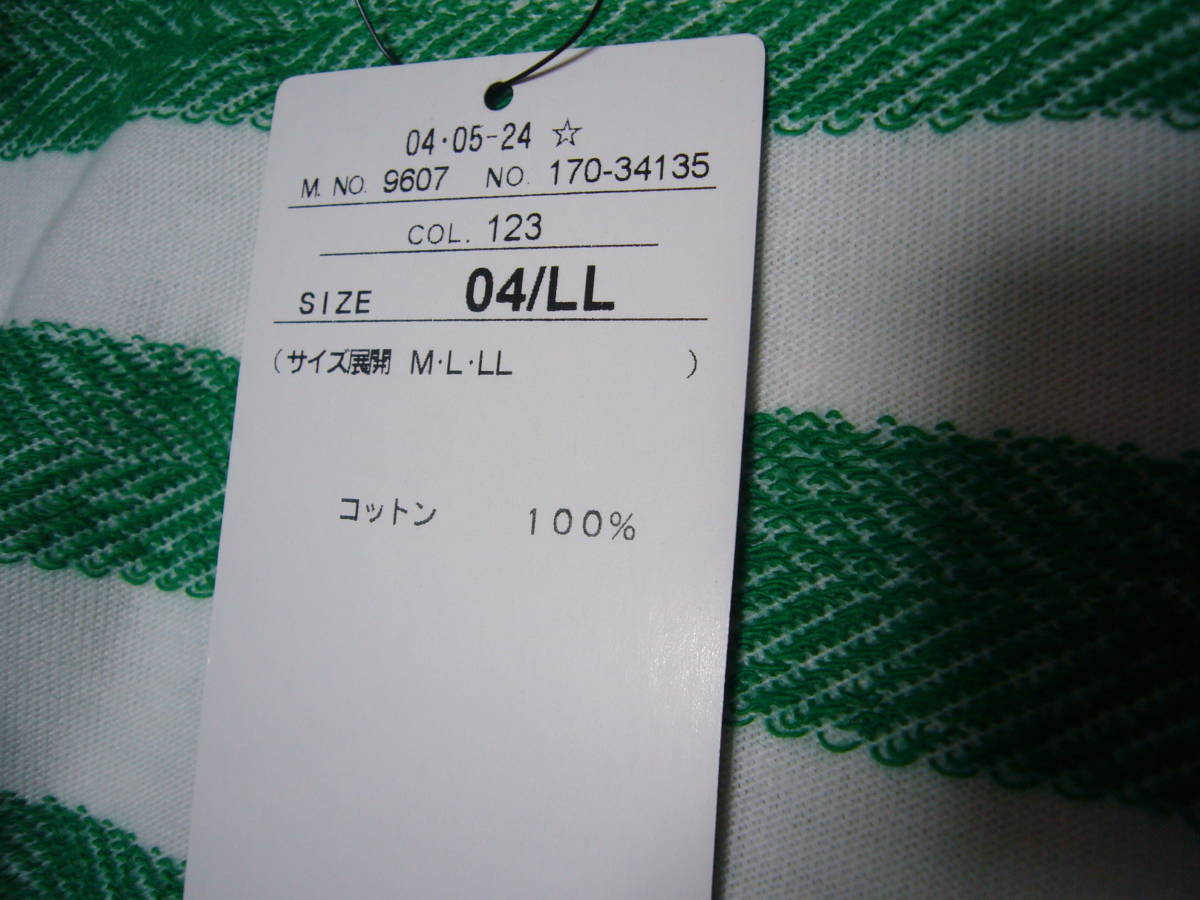 04・05-24 ☆
M. NO. 9607 NO. 170-34135
COL. 123
SIZE 04/LL
(サイズ展開 M・L・LL )
コットン 100%